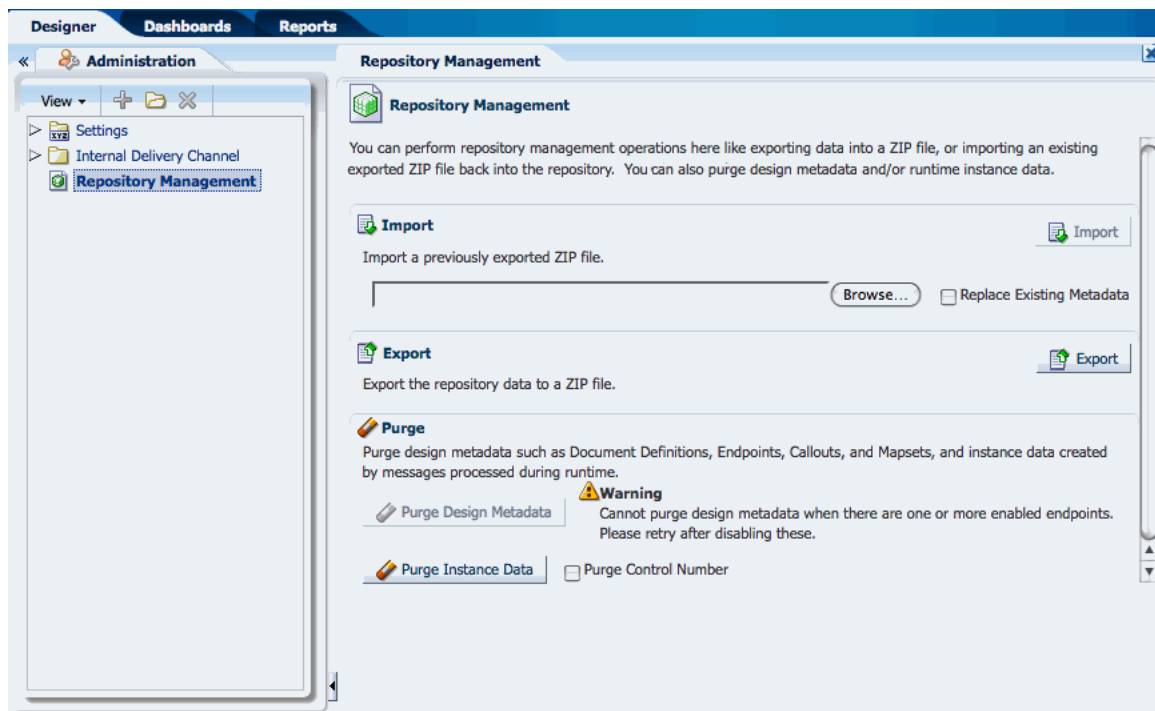 Designer Dashboards Reports
« Administration
Repository Management
View
XYZ Settings
Internal Delivery Channel
Repository Management
Repository Management
You can perform repository management operations here like exporting data into a ZIP file, or importing an existing
exported ZIP file back into the repository. You can also purge design metadata and/or runtime instance data.
Import
Import
Import a previously exported ZIP file.
Browse... Replace Existing Metadata
Export
Export
Export the repository data to a ZIP file.
Purge
Purge design metadata such as Document Definitions, Endpoints, Callouts, and Mapsets, and instance data created
by messages processed during runtime.
Purge Design Metadata
Warning
Cannot purge design metadata when there are one or more enabled endpoints.
Please retry after disabling these.
Purge Instance Data Purge Control Number